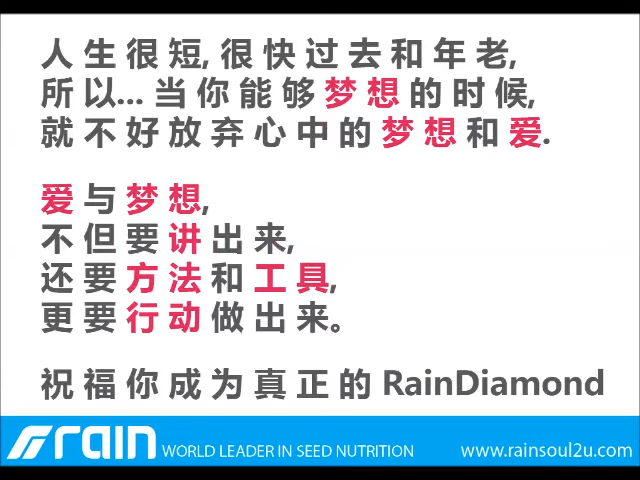 人生很短, 很快过去和年老,
所以... 当你能够梦想的时候,
就不好放弃心中的梦想和爱.
爱与梦想,
不但要讲出来,
还要方法和工具,
更要行动做出来。
祝福你成为真正的 RainDiamond
rain WORLD LEADER IN SEED NUTRITION www.rainsoul2u.com